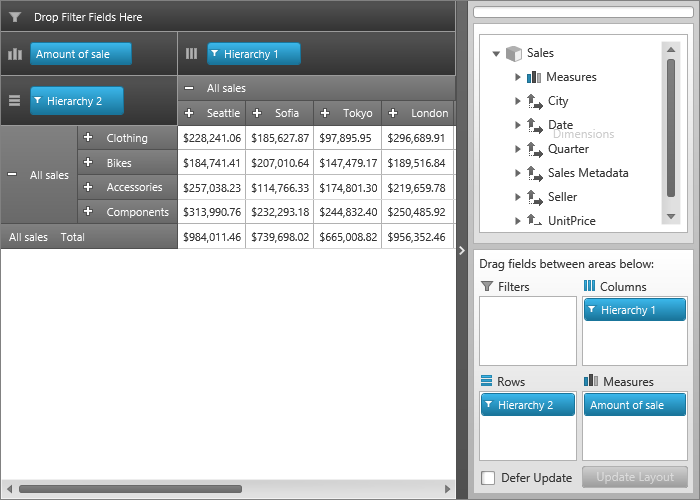 Drop Filter Fields Here
Amount of sale
Hierarchy 1
Hierarchy 2
All sales
Seattle Sofia Tokyo London
All sales
Clothing $228,241.06 $185,627.87 $97,895.95 $296,689.91
Bikes $184,741.41 $207,010.64 $147,479.17 $189,516.84
Accessories $257,038.23 $114,766.33 $174,801.30 $219,659.78
Components $313,990.76 $232,293.18 $244,832.40 $250,485.92
All sales Total $984,011.46 $739,698.02 $665,008.82 $956,352.46
Sales
Measures
City
Date
Dimensions
Quarter
Sales Metadata
Seller
UnitPrice
Drag fields between areas below:
Filters
Columns
Hierarchy 1
Rows
Measures
Hierarchy 2
Amount of sale
Defer Update
Update Layout